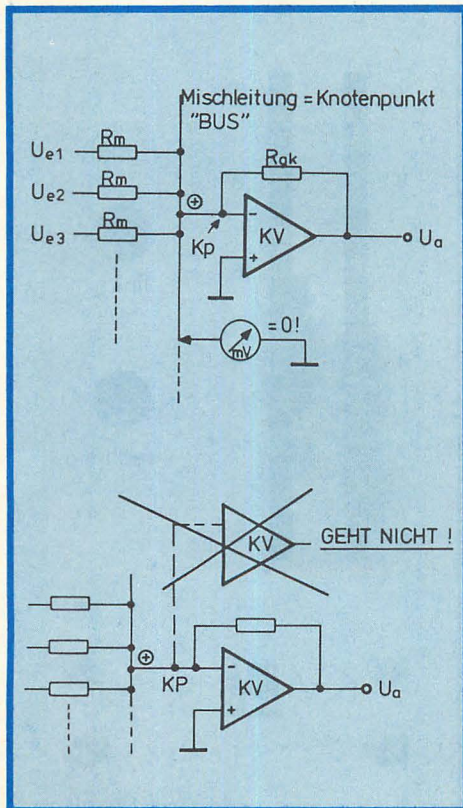 Mischleitung = Knotenpunkt
"BUS"
Ue1 Rm
Ue2 Rm
Ue3 Rm
⊕
Rgk
Kp
-
+
KV
Ua
= 0!
mV
KV
GEHT NICHT !
⊕
KP
-
+
KV
Ua